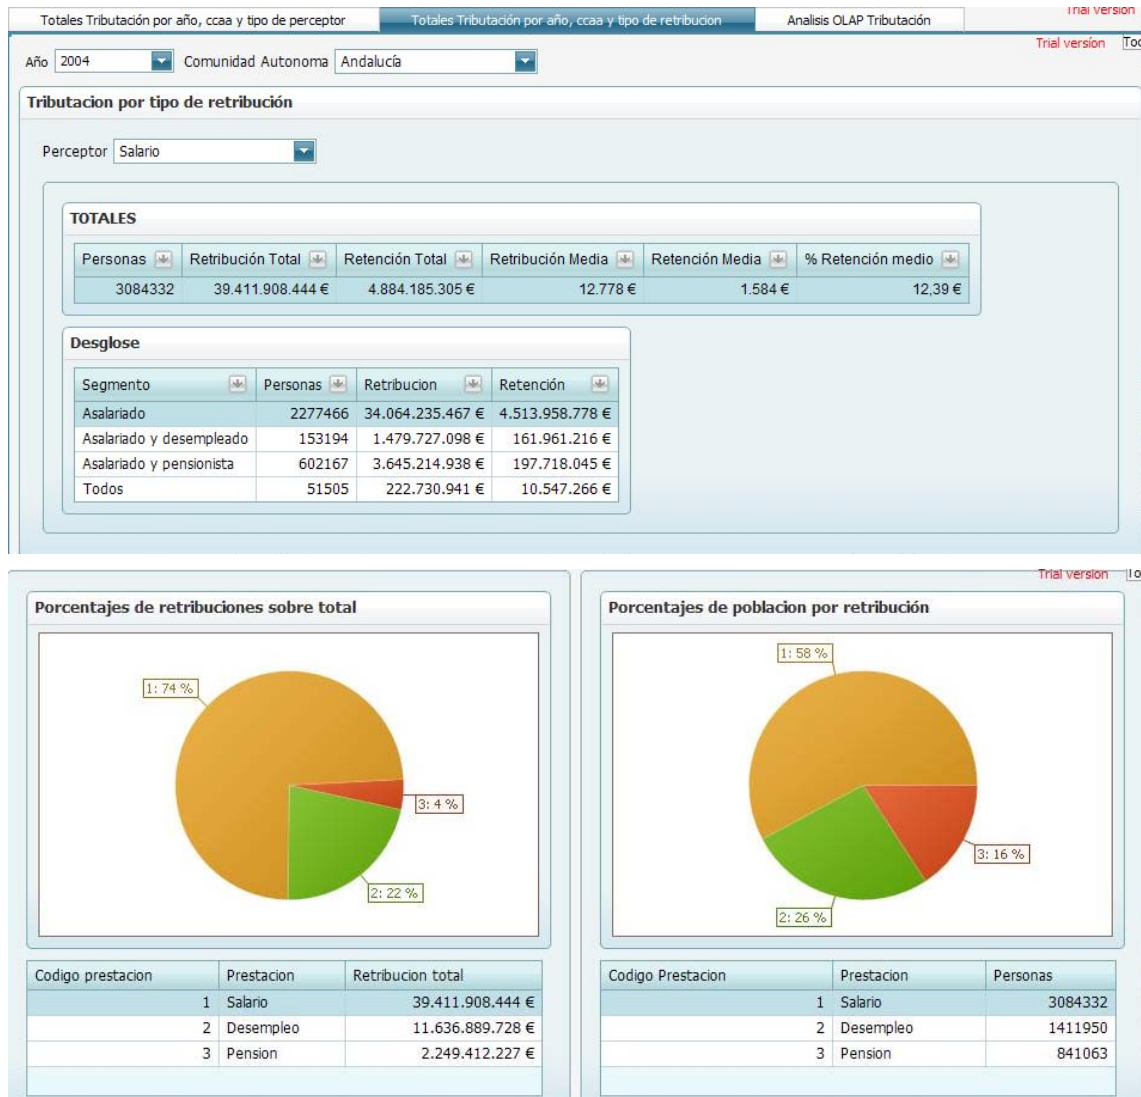 Totales Tributación por año, ccaa y tipo de perceptor Totales Tributación por año, ccaa y tipo de retribucion Analisis OLAP Tributación Trial version
Trial versión
Año 2004 Comunidad Autonoma Andalucía
Tributacion por tipo de retribución
Perceptor Salario
TOTALES
Personas Retribución Total Retención Total Retribución Media Retención Media % Retención medio
3084332 39.411.908.444 € 4.884.185.305 € 12.778 € 1.584 € 12,39 €
Desglose
Segmento Personas Retribucion Retención
Asalariado 2277466 34.064.235.467 € 4.513.958.778 €
Asalariado y desempleado 153194 1.479.727.098 € 161.961.216 €
Asalariado y pensionista 602167 3.645.214.938 € 197.718.045 €
Todos 51505 222.730.941 € 10.547.266 €
Trial version
Porcentajes de retribuciones sobre total
1: 74 %
3: 4 %
2: 22 %
Codigo prestacion Prestacion Retribucion total
1 Salario 39.411.908.444 €
2 Desempleo 11.636.889.728 €
3 Pension 2.249.412.227 €
Porcentajes de poblacion por retribución
1: 58 %
3: 16 %
2: 26 %
Codigo Prestacion Prestacion Personas
1 Salario 3084332
2 Desempleo 1411950
3 Pension 841063